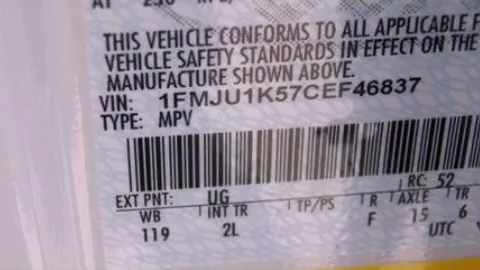 THIS VEHICLE CONFORMS TO ALL APPLICABLE F
VEHICLE SAFETY STANDARDS IN EFFECT ON THE
MANUFACTURE SHOWN ABOVE.
VIN: 1FMJU1K57CEF46837
TYPE: MPV
RC: 52
EXT PNT: UG
WB INT TR TP/PS R AXLE TR
119 2L F 15 6
UTC